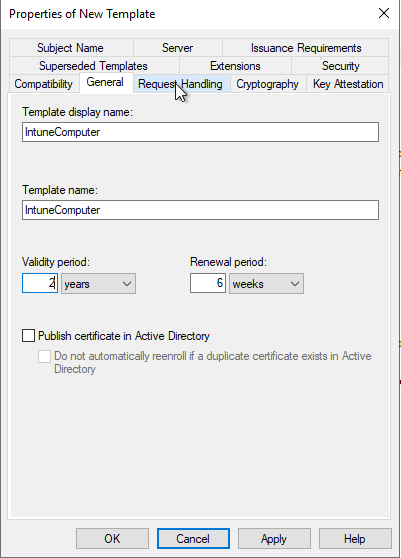 Properties of New Template
Subject Name Server Issuance Requirements
Superseded Templates Extensions Security
Compatibility General Request Handling Cryptography Key Attestation
Template display name:
IntuneComputer
Template name:
IntuneComputer
Validity period: Renewal period:
2 years 6 weeks
Publish certificate in Active Directory
Do not automatically reenroll if a duplicate certificate exists in Active
Directory
OK Cancel Apply Help